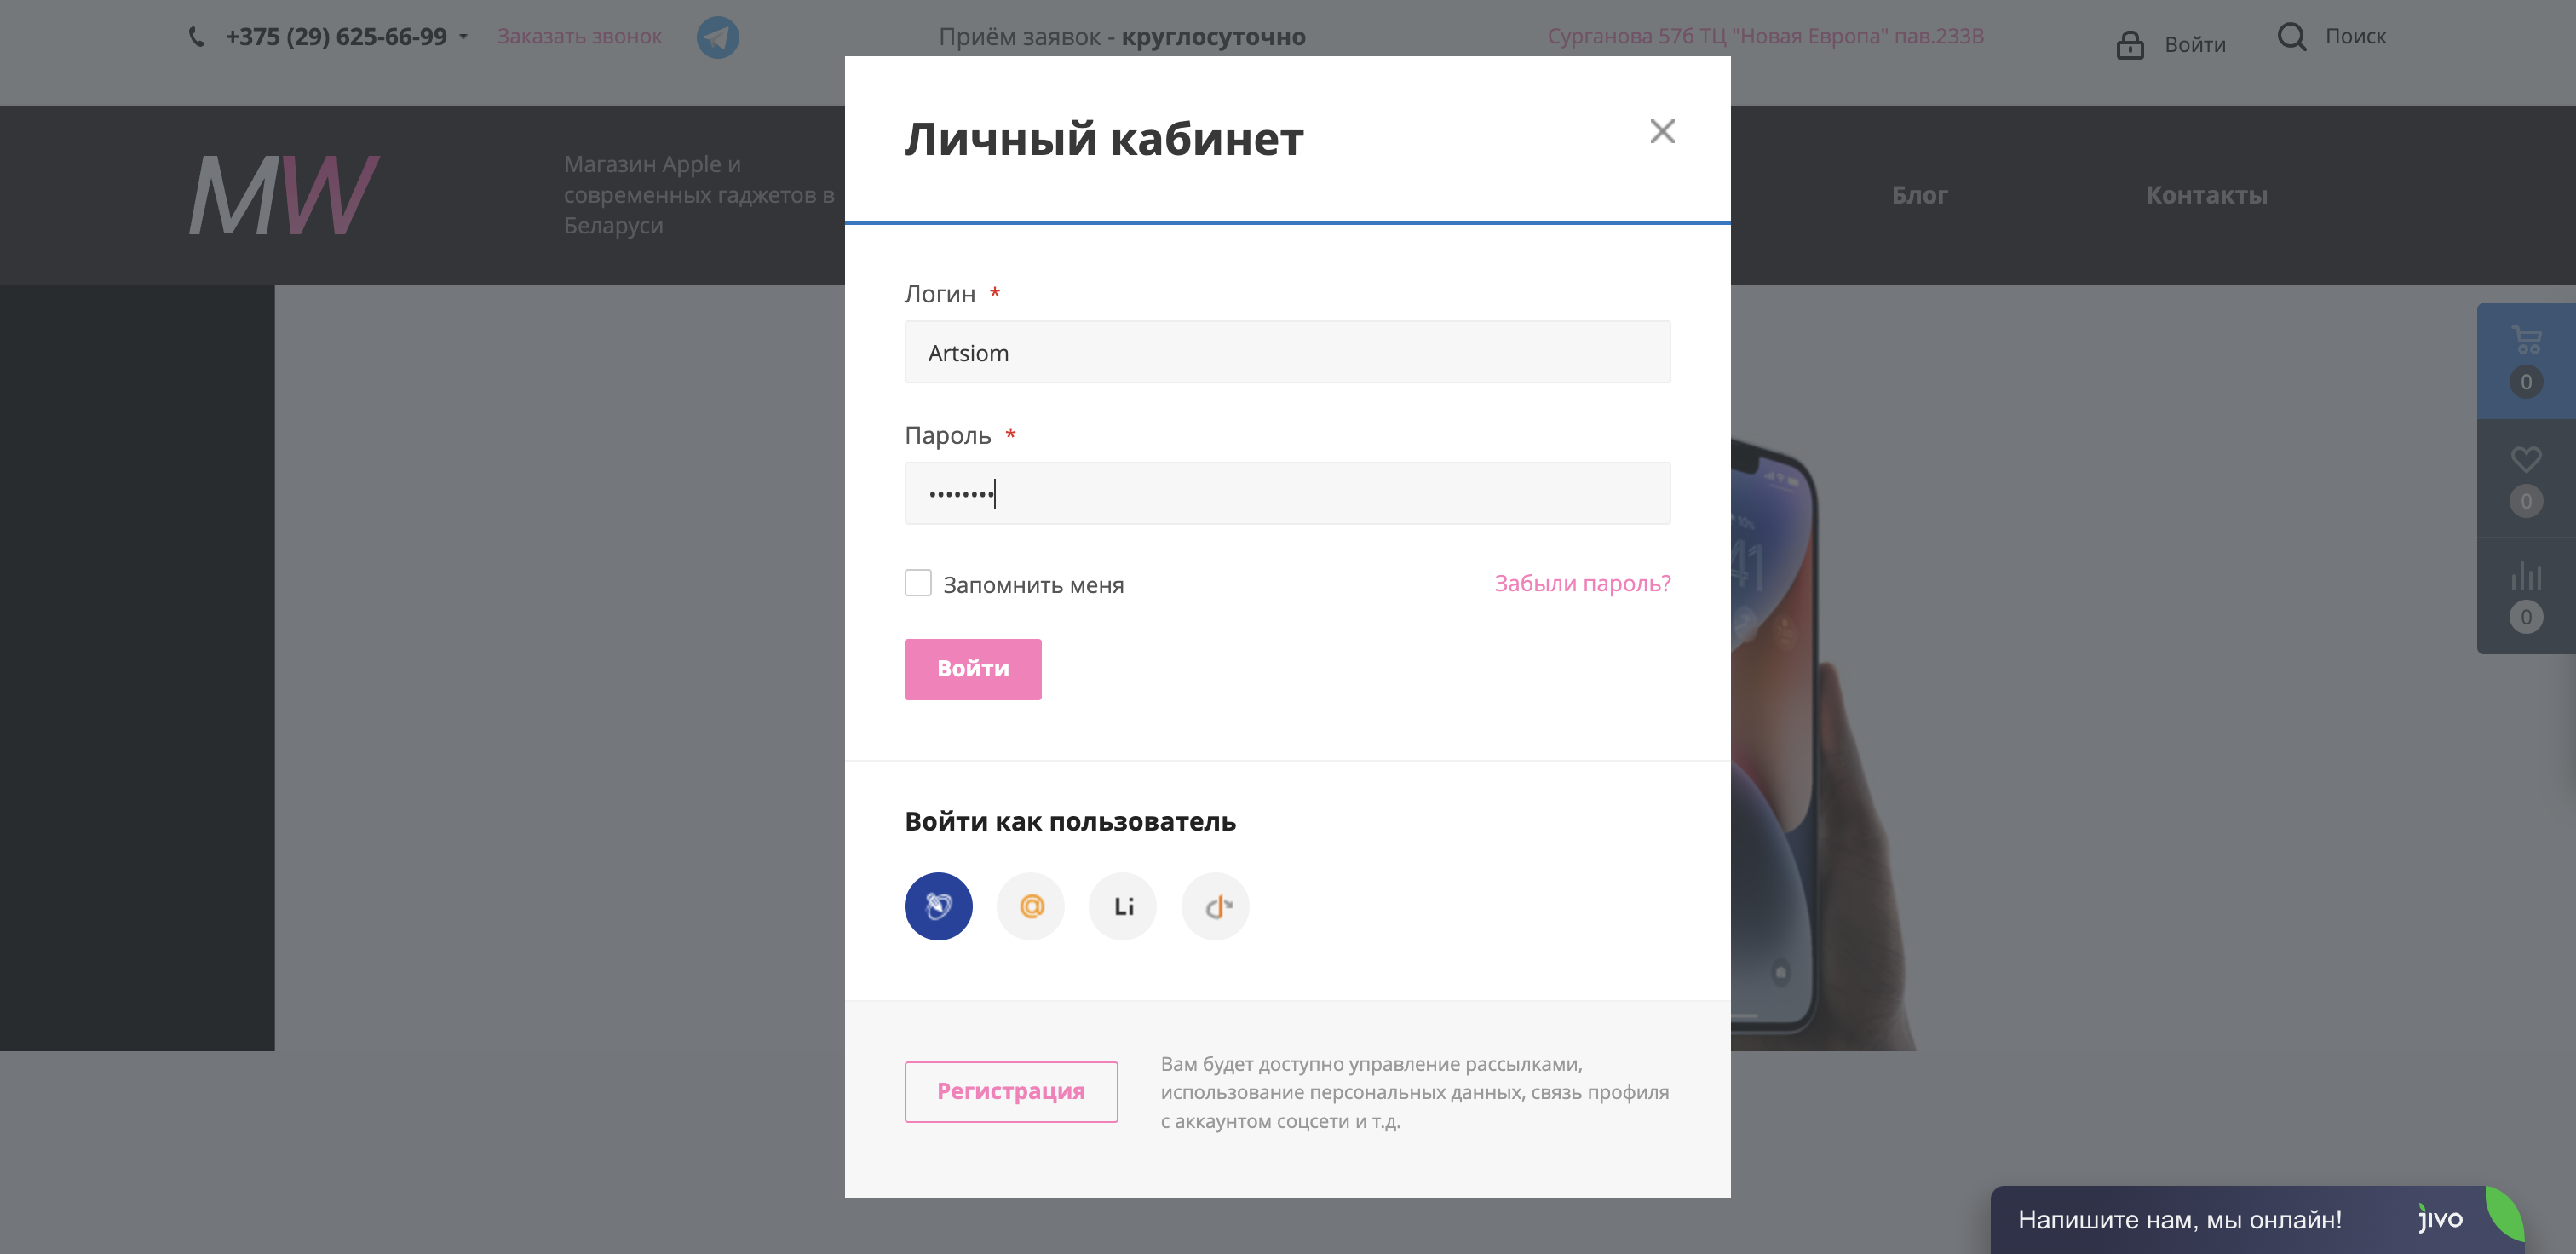 +375 (29) 625-66-99
Заказать звонок
Приём заявок - круглосуточно
Сурганова 57б ТЦ "Новая Европа" пав.233В
Войти
Поиск
MW
Магазин Apple и
современных гаджетов в
Беларуси
Блог
Контакты
Личный кабинет
Логин *
Artsiom
Пароль *
••••••••
Запомнить меня
Забыли пароль?
Войти
Войти как пользователь
@
Li
Регистрация
Вам будет доступно управление рассылками,
использование персональных данных, связь профиля
с аккаунтом соцсети и т.д.
0
0
0
10%
41
Напишите нам, мы онлайн!
jivo